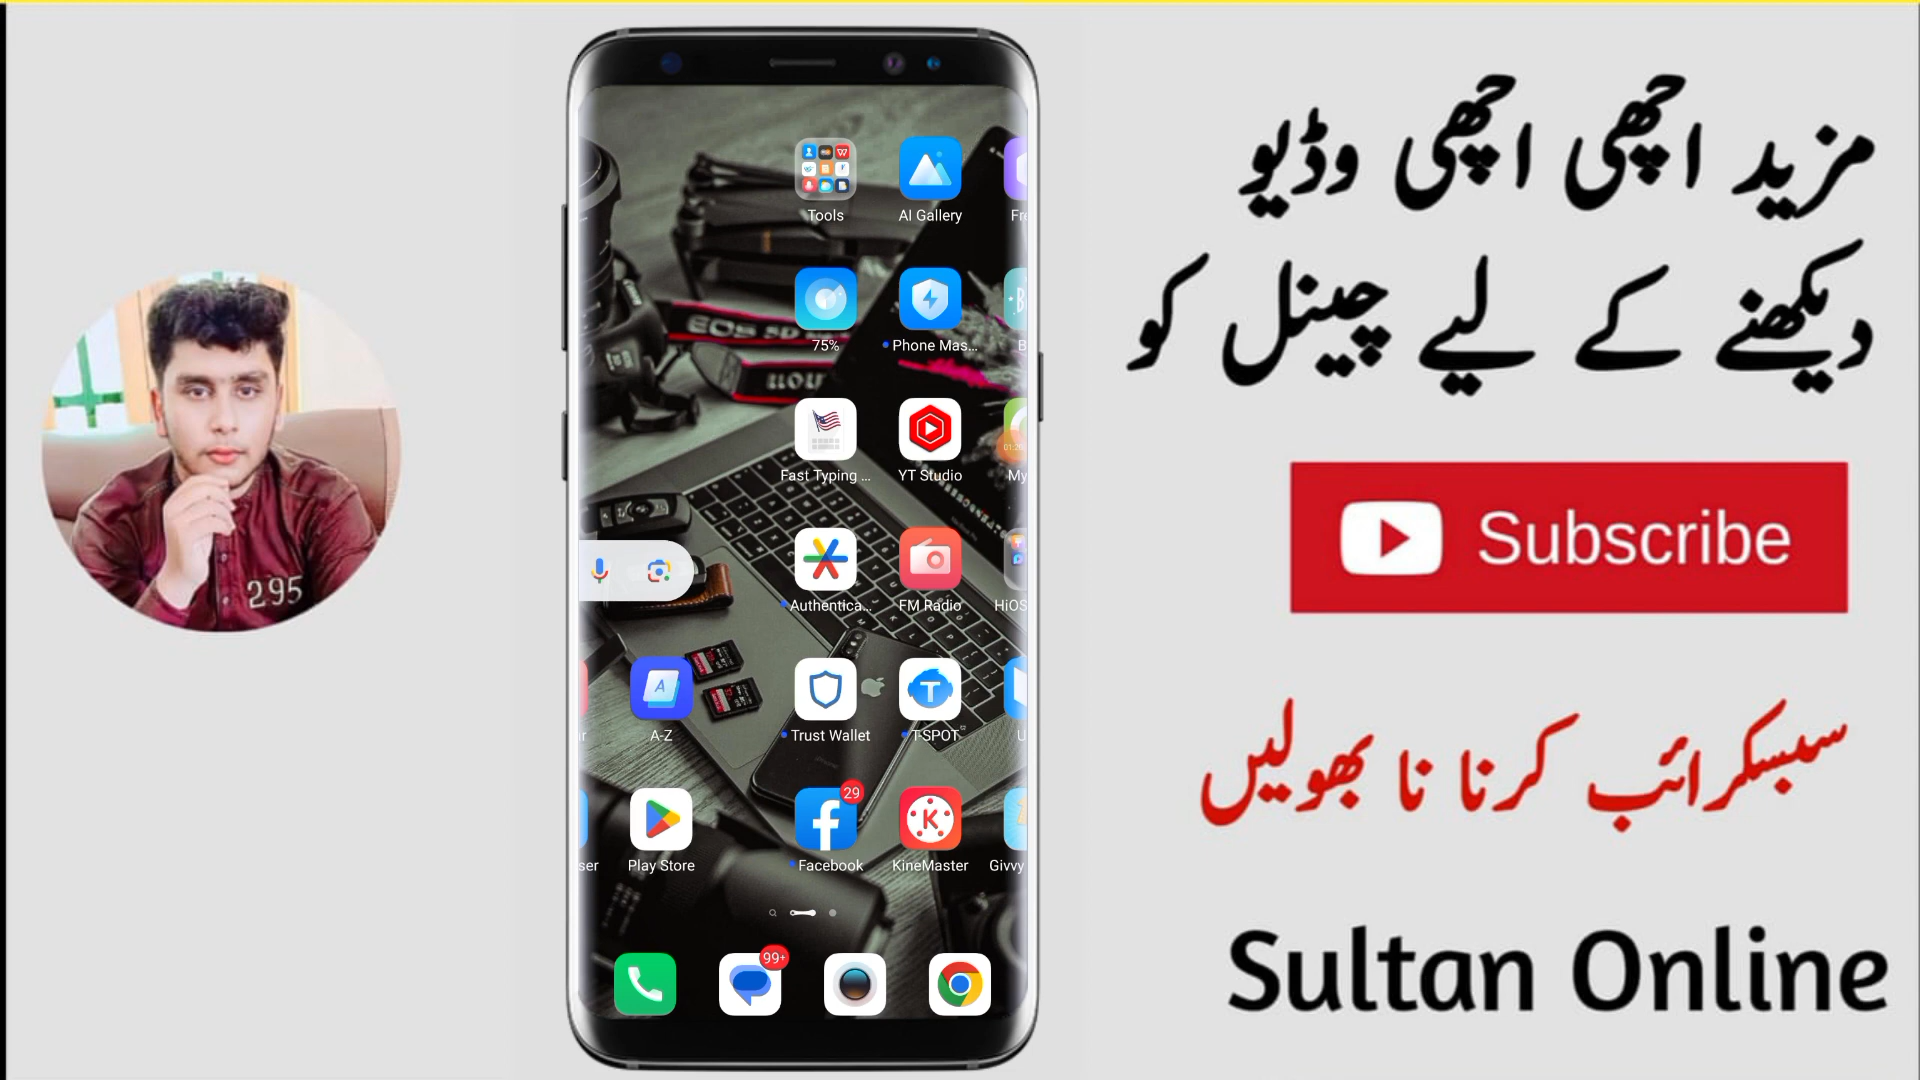 مزید اچھی اچھی وڈیو
دیکھنے کے لیے چینل کو
Subscribe
سبسکرائب کرنا نا بھولیں
Sultan Online
295
Tools
AI Gallery
75%
Phone Mas...
Fast Typing ...
YT Studio
Authentica...
FM Radio
HiOS
A-Z
Trust Wallet
T-SPOT
Play Store
29
Facebook
KineMaster
Givvy
99+
EOS 5D